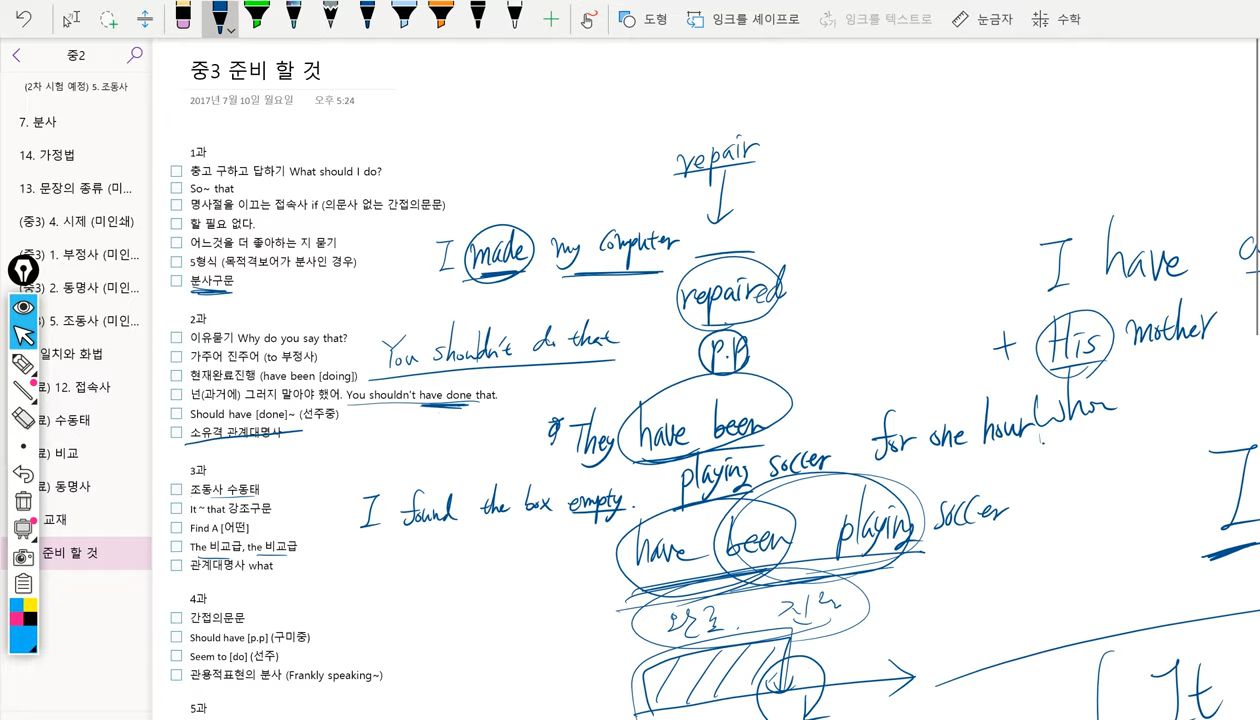 도형
잉크를 셰이프로
잉크를 텍스트로
눈금자
수학
중2
(2차 시험 예정) 5. 조동사
7. 분사
14. 가정법
13. 문장의 종류 (미...
(중3) 4. 시제 (미인쇄)
3) 1. 부정사 (미인...
3) 2. 동명사 (미인...
3) 5. 조동사 (미인...
일치와 화법
) 12. 접속사
) 수동태
) 비교
) 동명사
교재
준비 할 것
중3 준비 할 것
2017년 7월 10일 월요일 오후 5:24
1과
충고 구하고 답하기 What should I do?
So~ that
명사절을 이끄는 접속사 if (의문사 없는 간접의문문)
할 필요 없다.
어느것을 더 좋아하는 지 묻기
5형식 (목적격보어가 분사인 경우)
분사구문
2과
이유묻기 Why do you say that?
가주어 진주어 (to 부정사)
현재완료진행 (have been [doing])
넌(과거에) 그러지 말아야 했어. You shouldn't have done that.
Should have [done]~ (선주중)
소유격 관계대명사
3과
조동사 수동태
It ~ that 강조구문
Find A [어떤]
The 비교급, the 비교급
관계대명사 what
4과
간접의문문
Should have [p.p] (구미중)
Seem to [do] (선주)
관용적표현의 분사 (Frankly speaking~)
5과
repair
I made my computer
repaired
p.p
You shouldn't do that
They have been
playing soccer
for one hour
I found the box empty.
have been playing soccer
완료. 진행
I have
+ His mother
I
It